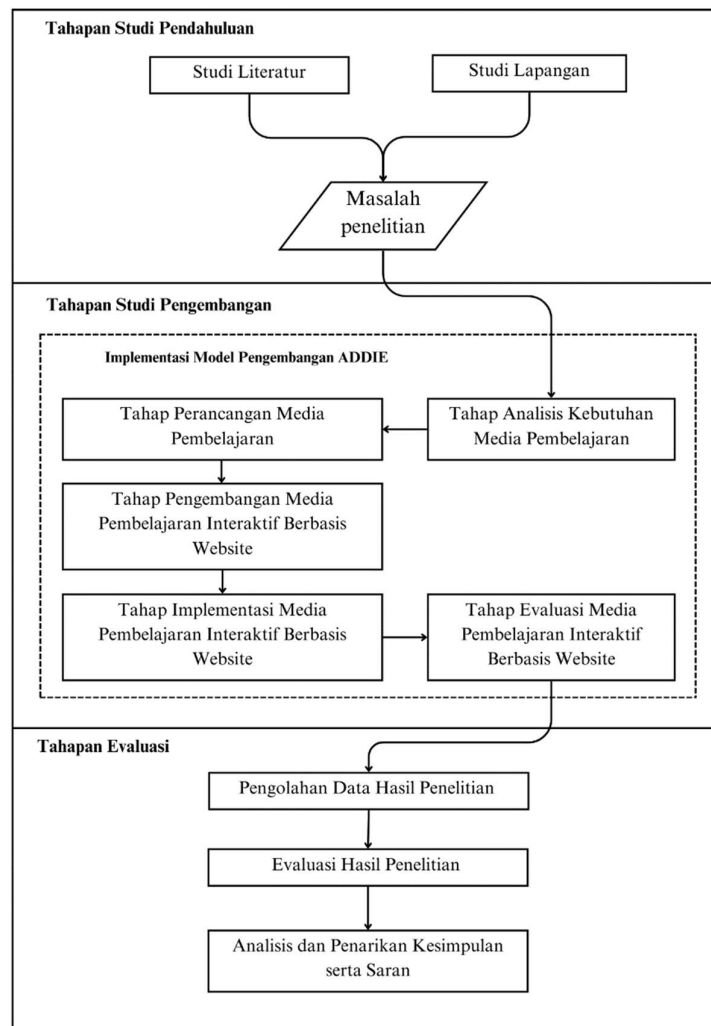 Tahapan Studi Pendahuluan
Studi Literatur
Studi Lapangan
Masalah
penelitian
Tahapan Studi Pengembangan
Implementasi Model Pengembangan ADDIE
Tahap Perancangan Media
Pembelajaran
Tahap Analisis Kebutuhan
Media Pembelajaran
Tahap Pengembangan Media
Pembelajaran Interaktif Berbasis
Website
Tahap Implementasi Media
Pembelajaran Interaktif Berbasis
Website
Tahap Evaluasi Media
Pembelajaran Interaktif
Berbasis Website
Tahapan Evaluasi
Pengolahan Data Hasil Penelitian
Evaluasi Hasil Penelitian
Analisis dan Penarikan Kesimpulan
serta Saran